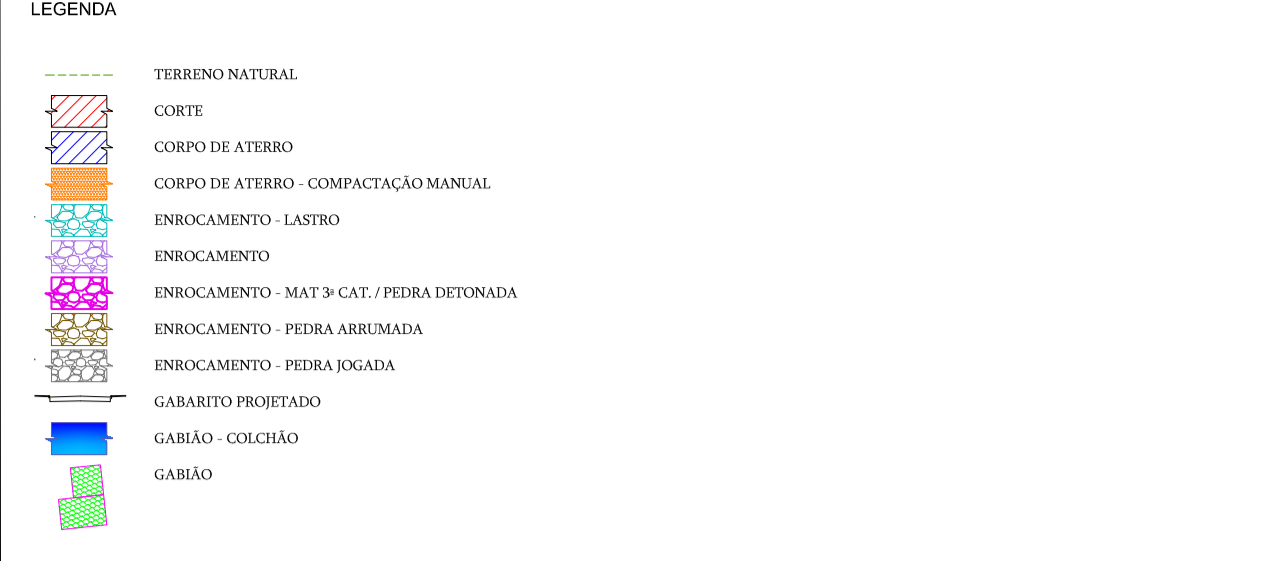 LEGENDA
TERRENO NATURAL
CORTE
CORPO DE ATERRO
CORPO DE ATERRO - COMPACTAÇÃO MANUAL
ENROCAMENTO - LASTRO
ENROCAMENTO
ENROCAMENTO - MAT 3ª CAT. / PEDRA DETONADA
ENROCAMENTO - PEDRA ARRUMADA
ENROCAMENTO - PEDRA JOGADA
GABARITO PROJETADO
GABIÃO - COLCHÃO
GABIÃO